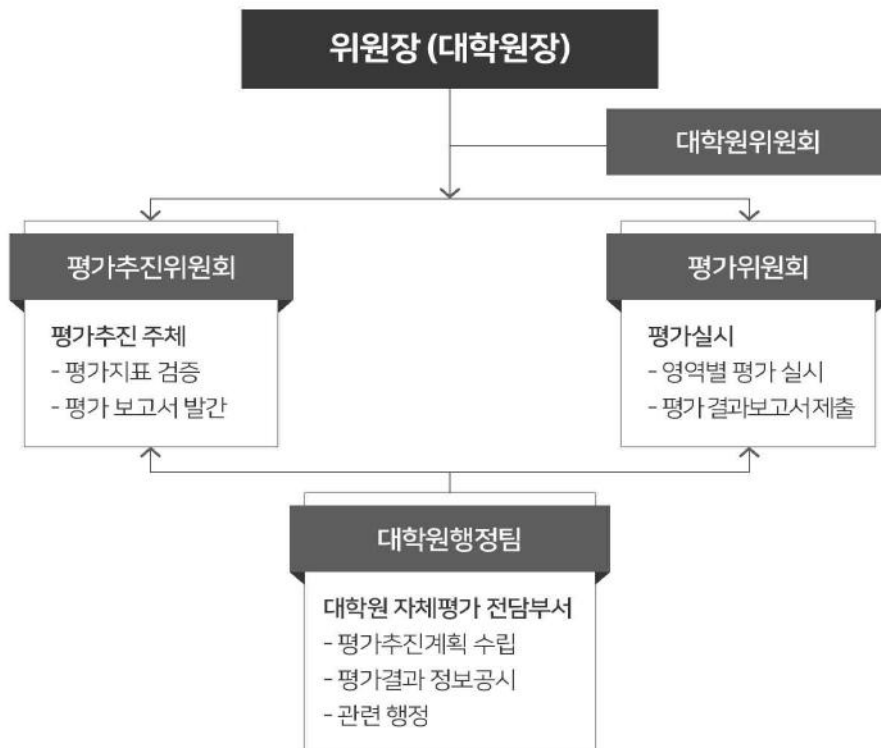 위원장 (대학원장)
대학원위원회
평가추진위원회
평가추진 주체
- 평가지표 검증
- 평가 보고서 발간
평가위원회
평가실시
- 영역별 평가 실시
- 평가 결과보고서 제출
대학원행정팀
대학원 자체평가 전담부서
- 평가추진계획 수립
- 평가결과 정보공시
- 관련 행정